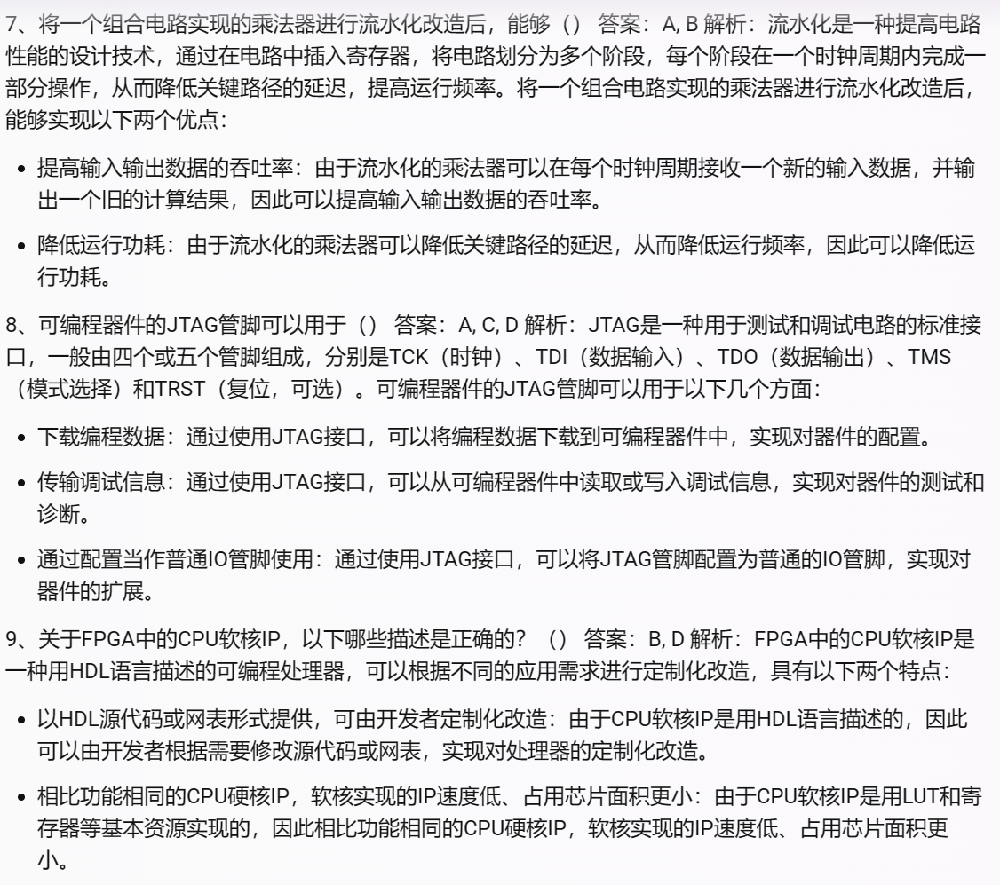 7、将一个组合电路实现的乘法器进行流水化改造后，能够（） 答案：A, B 解析：流水化是一种提高电路
性能的设计技术，通过在电路中插入寄存器，将电路划分为多个阶段，每个阶段在一个时钟周期内完成一
部分操作，从而降低关键路径的延迟，提高运行频率。将一个组合电路实现的乘法器进行流水化改造后，
能够实现以下两个优点：
• 提高输入输出数据的吞吐率：由于流水化的乘法器可以在每个时钟周期接收一个新的输入数据，并输
出一个旧的计算结果，因此可以提高输入输出数据的吞吐率。
• 降低运行功耗：由于流水化的乘法器可以降低关键路径的延迟，从而降低运行频率，因此可以降低运
行功耗。
8、可编程器件的JTAG管脚可以用于（） 答案：A, C, D 解析：JTAG是一种用于测试和调试电路的标准接
口，一般由四个或五个管脚组成，分别是TCK（时钟）、TDI（数据输入）、TDO（数据输出）、TMS
（模式选择）和TRST（复位，可选）。可编程器件的JTAG管脚可以用于以下几个方面：
• 下载编程数据：通过使用JTAG接口，可以将编程数据下载到可编程器件中，实现对器件的配置。
• 传输调试信息：通过使用JTAG接口，可以从可编程器件中读取或写入调试信息，实现对器件的测试和
诊断。
• 通过配置当作普通IO管脚使用：通过使用JTAG接口，可以将JTAG管脚配置为普通的IO管脚，实现对
器件的扩展。
9、关于FPGA中的CPU软核IP，以下哪些描述是正确的？（） 答案：B, D 解析：FPGA中的CPU软核IP是
一种用HDL语言描述的可编程处理器，可以根据不同的应用需求进行定制化改造，具有以下两个特点：
• 以HDL源代码或网表形式提供，可由开发者定制化改造：由于CPU软核IP是用HDL语言描述的，因此
可以由开发者根据需要修改源代码或网表，实现对处理器的定制化改造。
• 相比功能相同的CPU硬核IP，软核实现的IP速度低、占用芯片面积更小：由于CPU软核IP是用LUT和寄
存器等基本资源实现的，因此相比功能相同的CPU硬核IP，软核实现的IP速度低、占用芯片面积更
小。